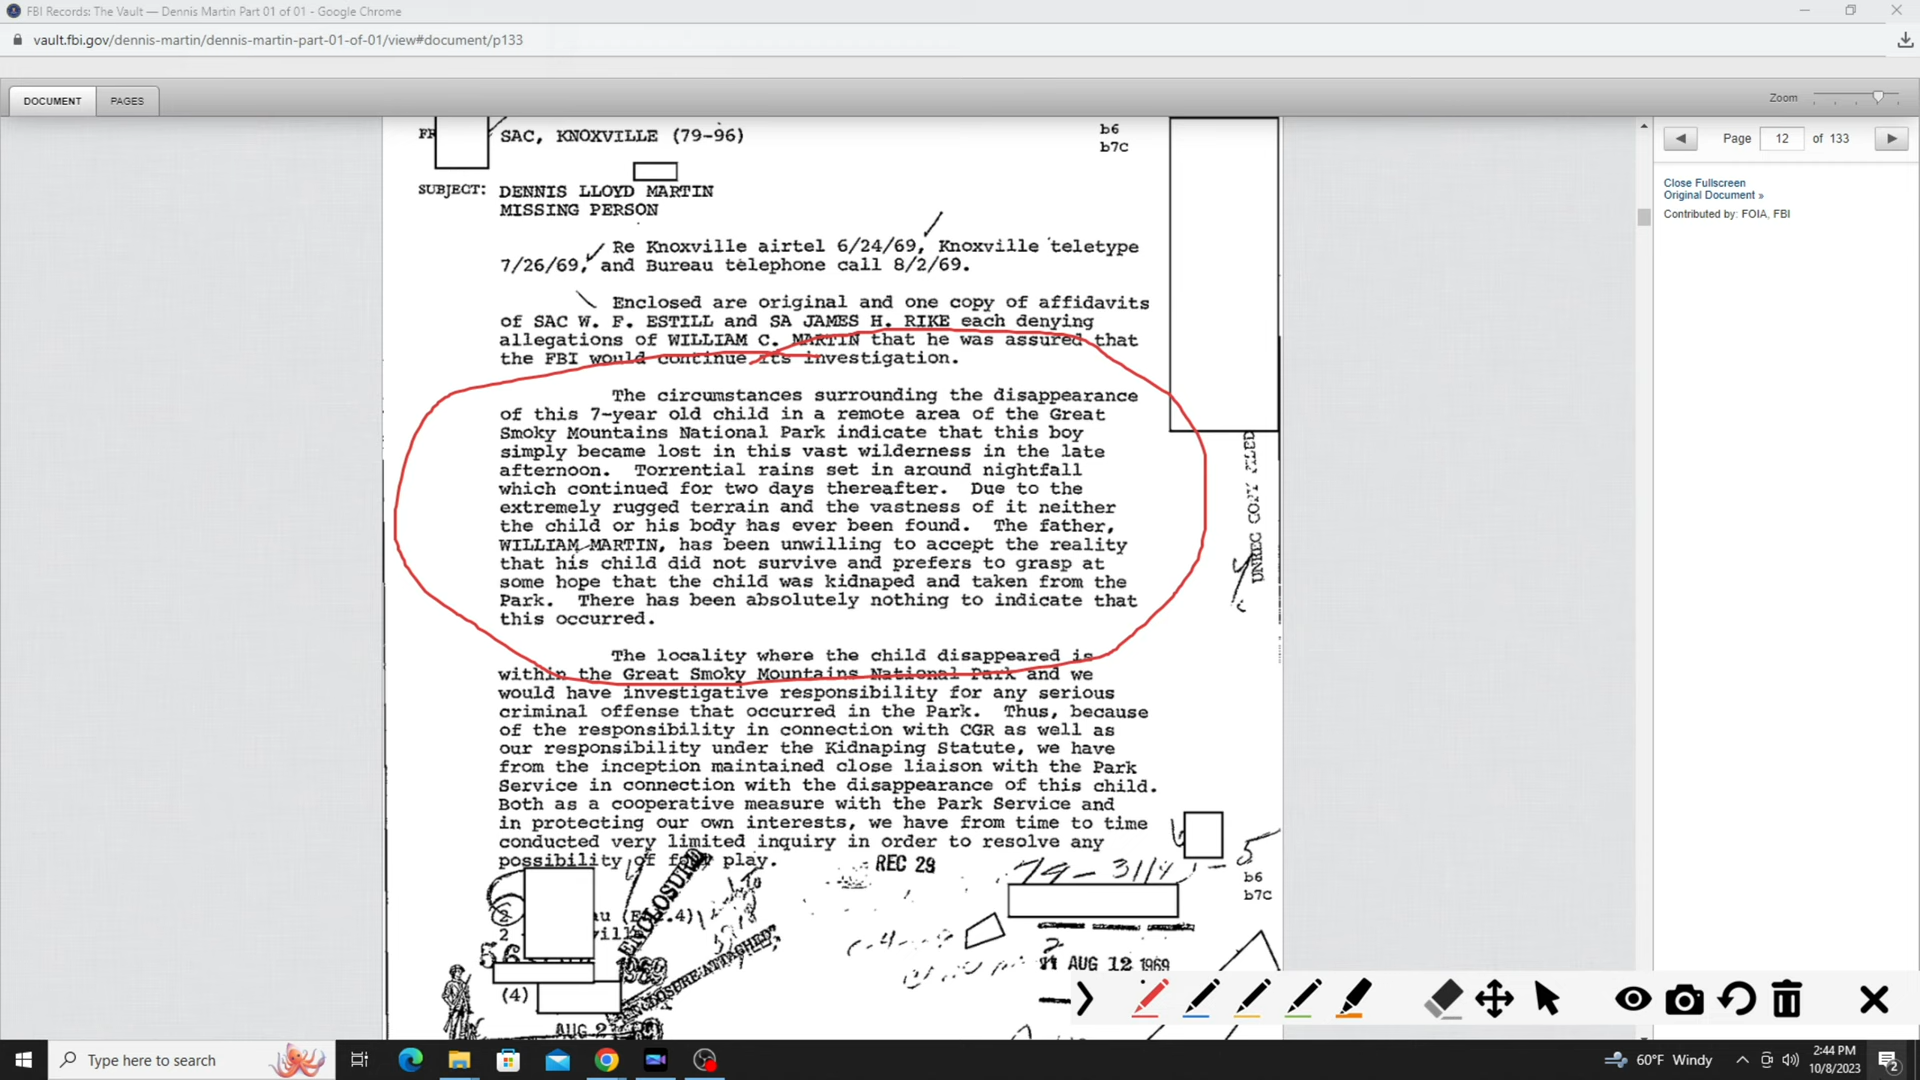 FBI Records: The Vault — Dennis Martin Part 01 of 01 - Google Chrome
vault.fbi.gov/dennis-martin/dennis-martin-part-01-of-01/view#document/p133
DOCUMENT PAGES Zoom
Page 12 of 133
Close Fullscreen
Original Document »
Contributed by: FOIA, FBI
b6
b7C
SAC, KNOXVILLE (79-96)
SUBJECT: DENNIS LLOYD MARTIN
MISSING PERSON
Re Knoxville airtel 6/24/69, Knoxville teletype
7/26/69, and Bureau telephone call 8/2/69.
Enclosed are original and one copy of affidavits
of SAC W. F. ESTILL and SA JAMES H. RIKE each denying
allegations of WILLIAM C. MARTIN that he was assured that
the FBI would continue its investigation.
The circumstances surrounding the disappearance
of this 7-year old child in a remote area of the Great
Smoky Mountains National Park indicate that this boy
simply became lost in this vast wilderness in the late
afternoon. Torrential rains set in around nightfall
which continued for two days thereafter. Due to the
extremely rugged terrain and the vastness of it neither
the child or his body has ever been found. The father,
WILLIAM MARTIN, has been unwilling to accept the reality
that his child did not survive and prefers to grasp at
some hope that the child was kidnaped and taken from the
Park. There has been absolutely nothing to indicate that
this occurred.
The locality where the child disappeared is
within the Great Smoky Mountains National Park and we
would have investigative responsibility for any serious
criminal offense that occurred in the Park. Thus, because
of the responsibility in connection with CGR as well as
our responsibility under the Kidnaping Statute, we have
from the inception maintained close liaison with the Park
Service in connection with the disappearance of this child.
Both as a cooperative measure with the Park Service and
in protecting our own interests, we have from time to time
conducted very limited inquiry in order to resolve any
possibility of foul play.
UNREC COPY FILED
REC 29
79-3114
5
b6
b7C
ENCLOSURE
ENCLOSURE ATTACHED
2
2
(4)
AUG 12 1969
Type here to search
60°F Windy
2:44 PM
10/8/2023
2